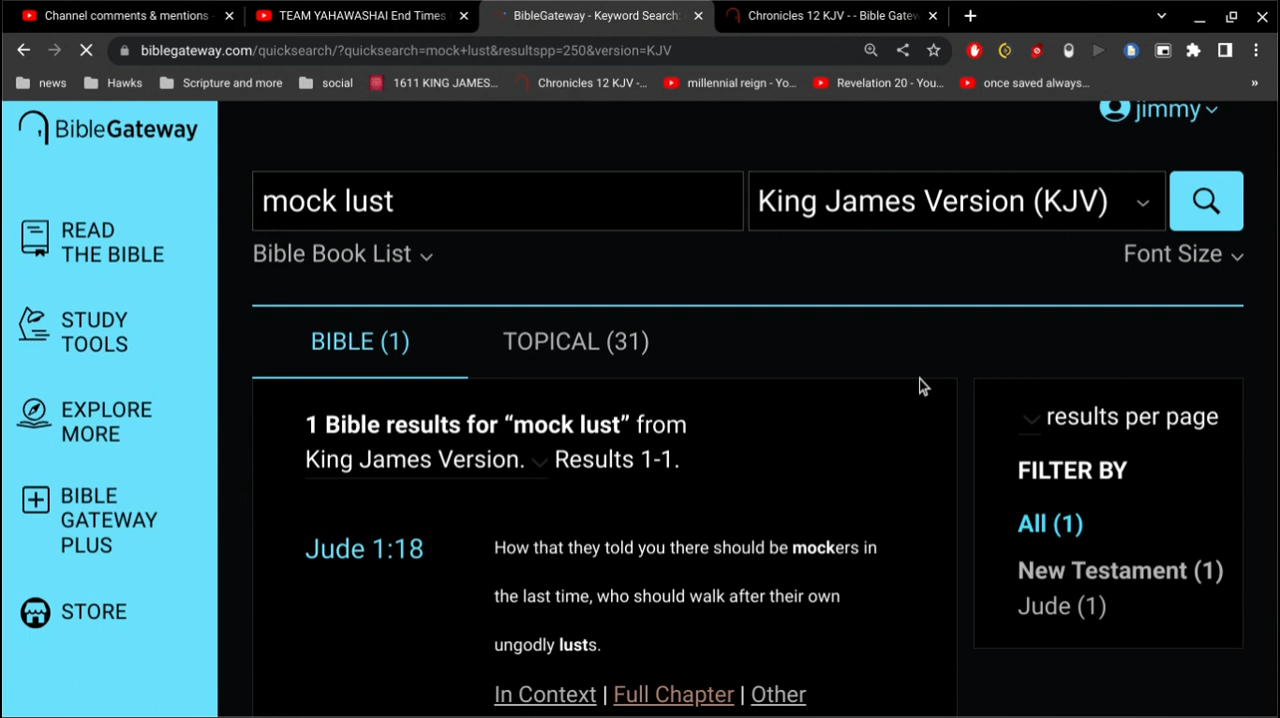 Channel comments & mentions -
TEAM YAHAWASHAI End Times
BibleGateway - Keyword Search:
Chronicles 12 KJV - - Bible Gatew
biblegateway.com/quicksearch/?quicksearch=mock+lust&resultspp=250&version=KJV
news
Hawks
Scripture and more
social
1611 KING JAMES...
Chronicles 12 KJV -...
millennial reign - Yo...
Revelation 20 - You...
once saved always...
»
BibleGateway
jimmy
mock lust
King James Version (KJV)
Bible Book List
Font Size
READ
THE BIBLE
STUDY
TOOLS
EXPLORE
MORE
BIBLE
GATEWAY
PLUS
STORE
BIBLE (1)
TOPICAL (31)
1 Bible results for “mock lust” from
King James Version. Results 1-1.
Jude 1:18
How that they told you there should be mockers in
the last time, who should walk after their own
ungodly lusts.
In Context | Full Chapter | Other
results per page
FILTER BY
All (1)
New Testament (1)
Jude (1)